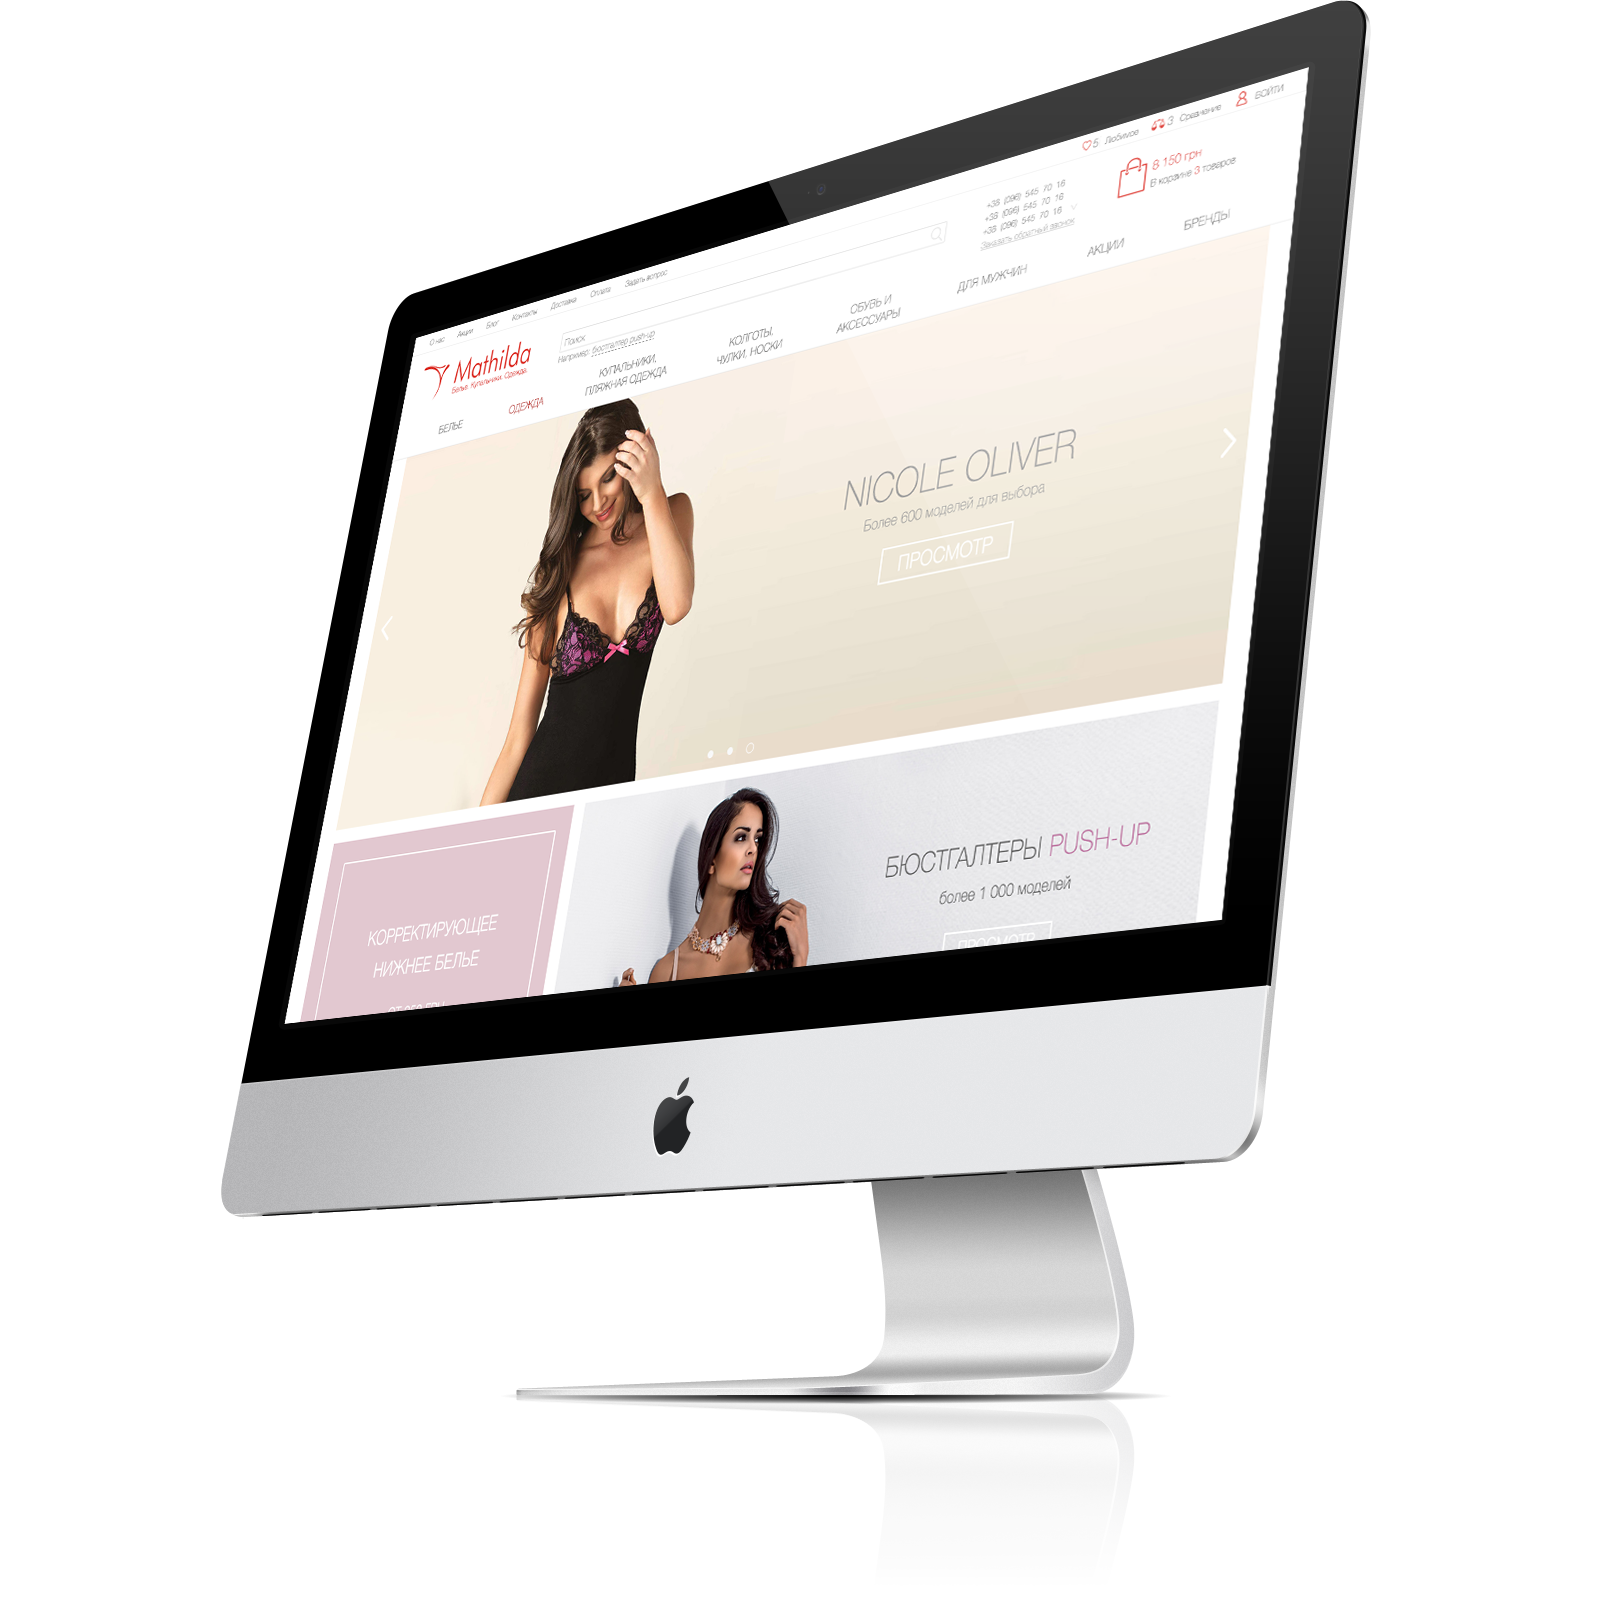 ♡ 5 Любимое 3 Сравнение ВОЙТИ
О нас Акции Блог Контакты Доставка Оплата Задать вопрос
Mathilda
Белье. Купальники. Одежда.
Поиск
Например: бюстгалтер push-up
+38 (096) 545 70 16
+38 (096) 545 70 16
+38 (096) 545 70 16
Заказать обратный звонок
8 150 грн
В корзине 3 товаров
БЕЛЬЕ
ОДЕЖДА
КУПАЛЬНИКИ,
ПЛЯЖНАЯ ОДЕЖДА
КОЛГОТЫ,
ЧУЛКИ, НОСКИ
ОБУВЬ И
АКСЕССУАРЫ
ДЛЯ МУЖЧИН
АКЦИИ
БРЕНДЫ
NICOLE OLIVER
Более 600 моделей для выбора
ПРОСМОТР
КОРРЕКТИРУЮЩЕЕ
НИЖНЕЕ БЕЛЬЕ
БЮСТГАЛТЕРЫ PUSH-UP
более 1 000 моделей
ПРОСМОТР